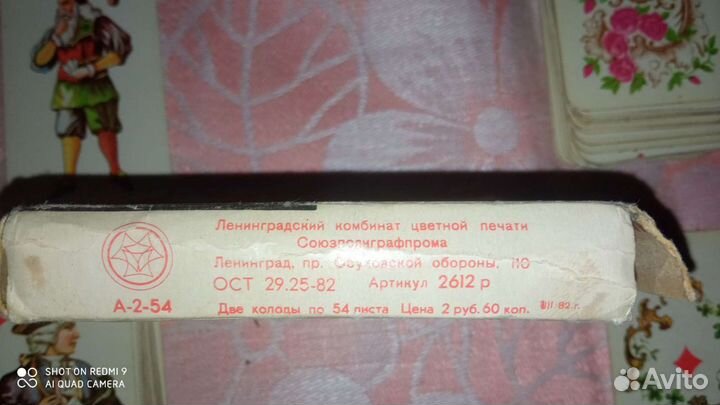 Ленинградский комбинат цветной печати
Союзполиграфпрома
Ленинград, пр. Обуховской обороны, 110
ОСТ 29.25-82 Артикул 2612 р
А-2-54 Две колоды по 54 листа Цена 2 руб. 60 коп. 82. г.
SHOT ON REDMI 9
AI QUAD CAMERA
Avito